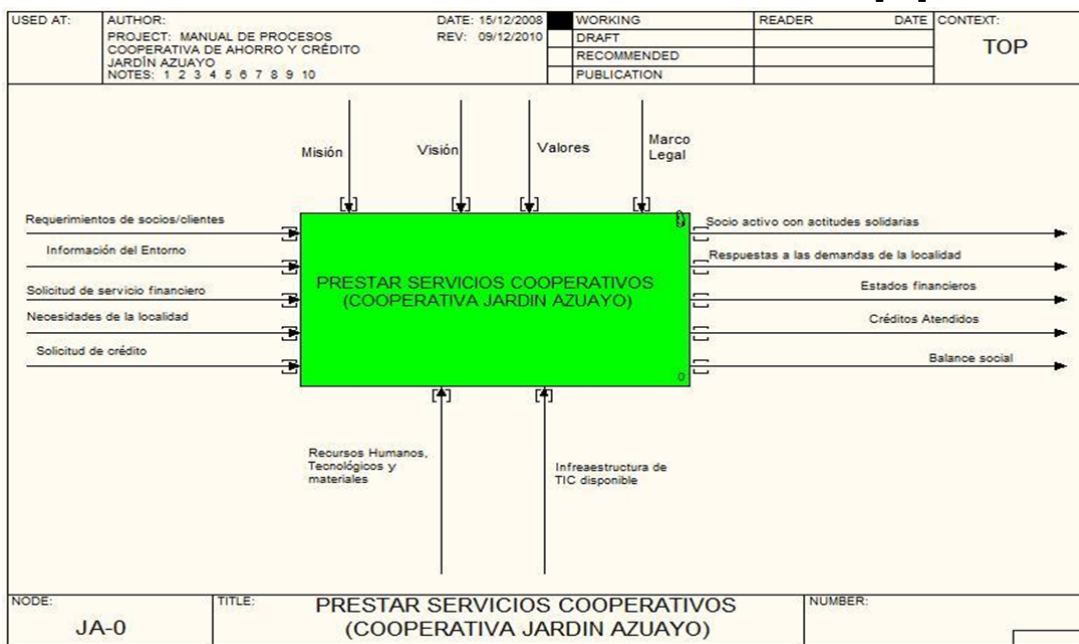 USED AT:
AUTHOR:
DATE: 15/12/2008
PROJECT: MANUAL DE PROCESOS
COOPERATIVA DE AHORRO Y CRÉDITO
JARDÌN AZUAYO
REV: 09/12/2010
NOTES: 1 2 3 4 5 6 7 8 9 10
WORKING
DRAFT
RECOMMENDED
PUBLICATION
READER
DATE
CONTEXT:
TOP
Misión
Visión
Valores
Marco
Legal
Requerimientos de socios/clientes
Información del Entorno
Solicitud de servicio financiero
Necesidades de la localidad
Solicitud de crédito
PRESTAR SERVICIOS COOPERATIVOS
(COOPERATIVA JARDIN AZUAYO)
0
Socio activo con actitudes solidarias
Respuestas a las demandas de la localidad
Estados financieros
Créditos Atendidos
Balance social
Recursos Humanos,
Tecnológicos y
materiales
Infreaestructura de
TIC disponible
NODE:
JA-0
TITLE:
PRESTAR SERVICIOS COOPERATIVOS
(COOPERATIVA JARDIN AZUAYO)
NUMBER: